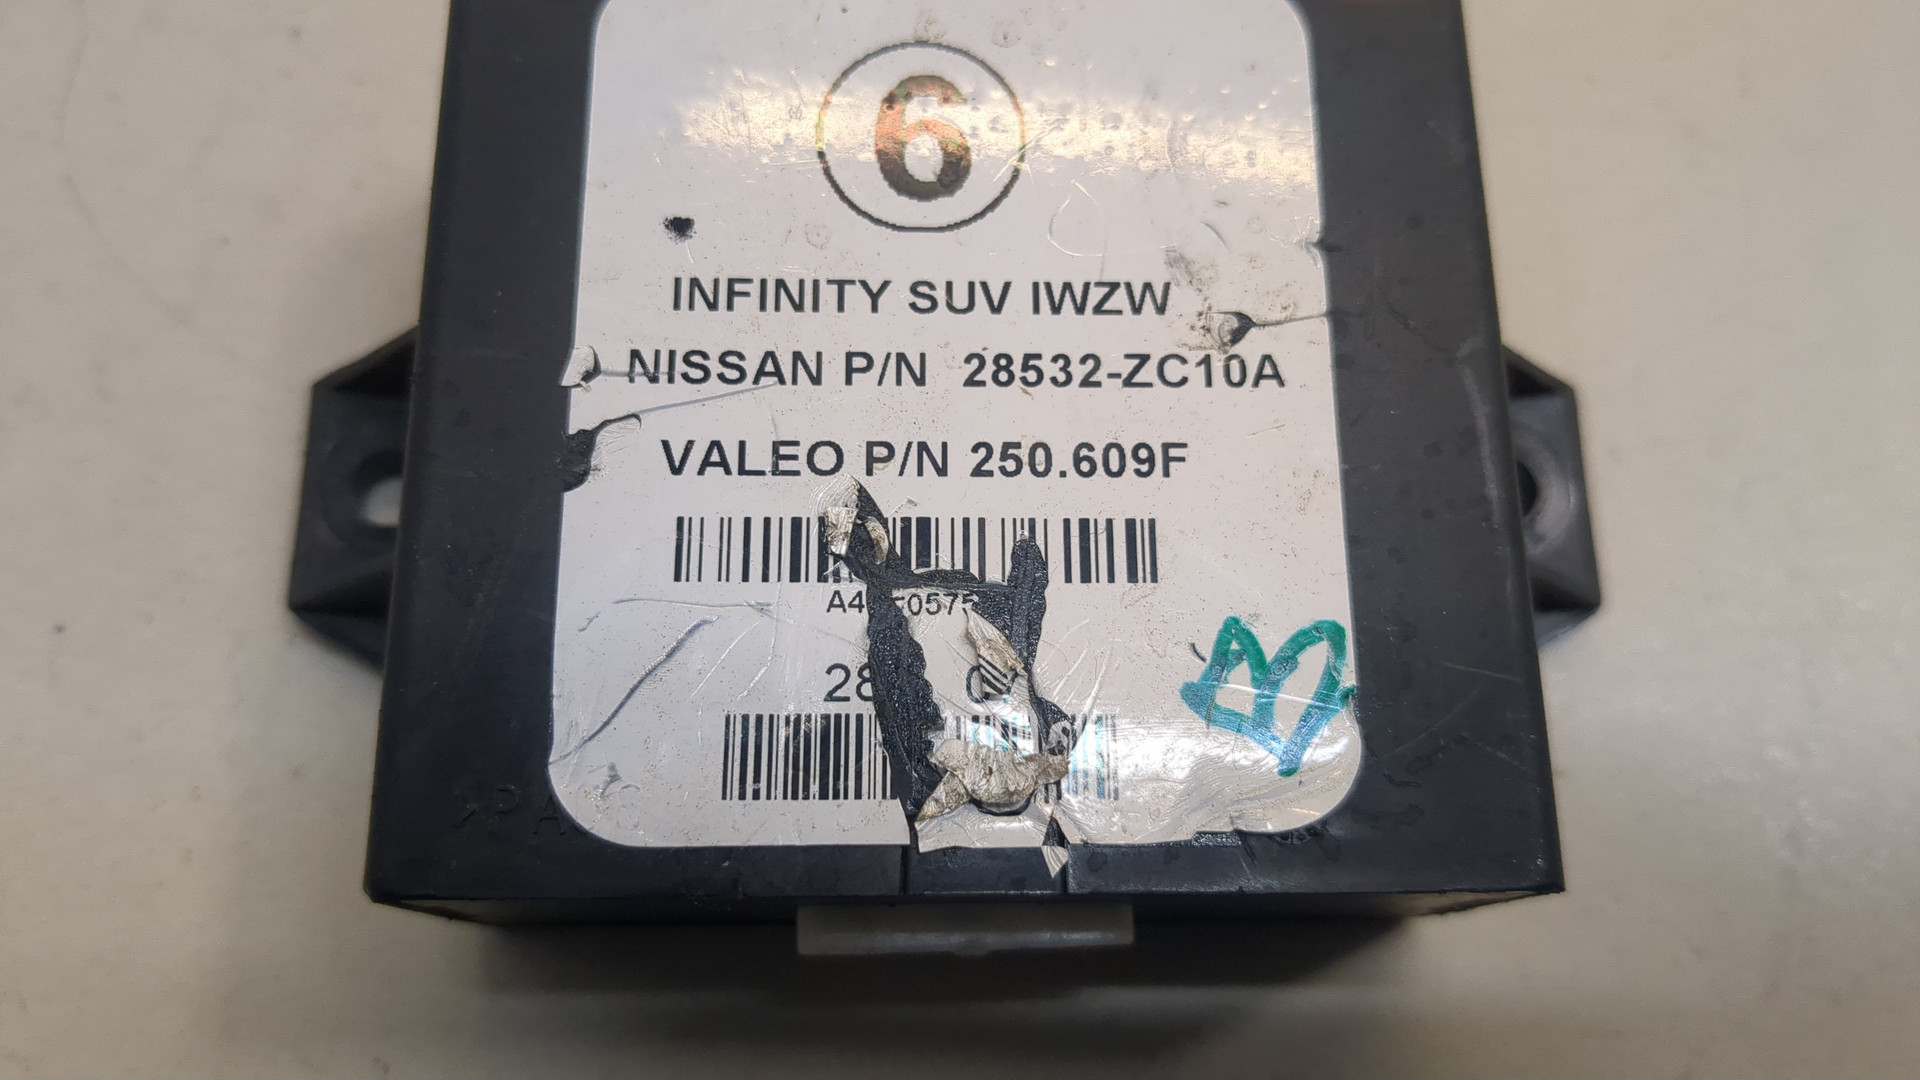 6
INFINITY SUV IWZW
NISSAN P/N 28532-ZC10A
VALEO P/N 250.609F